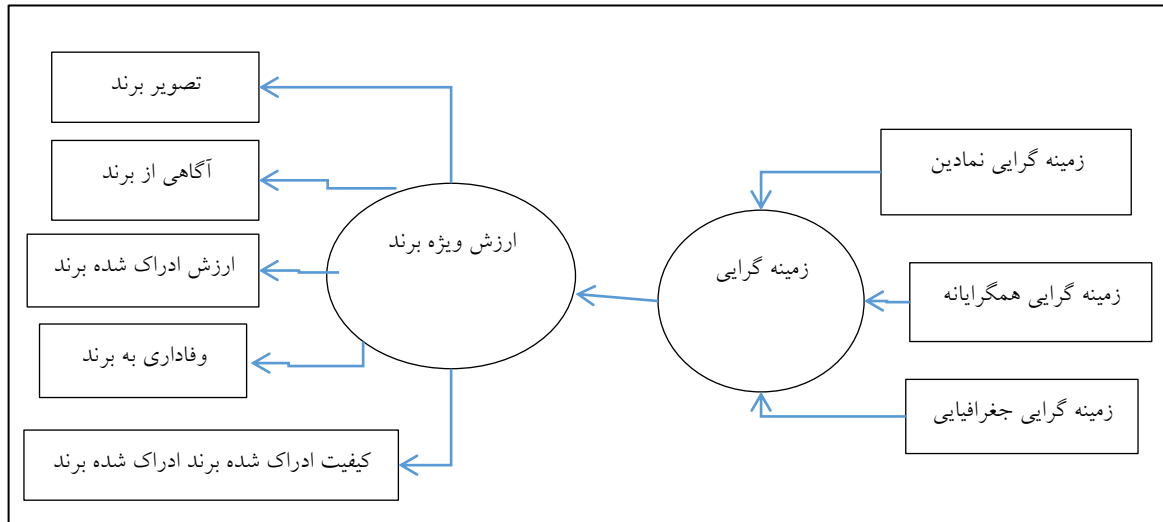 زمینه گرایی نمادین
زمینه گرایی همگرایانه
زمینه گرایی جغرافیایی
زمینه گرایی
ارزش ویژه برند
تصویر برند
آگاهی از برند
ارزش ادراک شده برند
وفاداری به برند
کیفیت ادراک شده برند ادراک شده برند